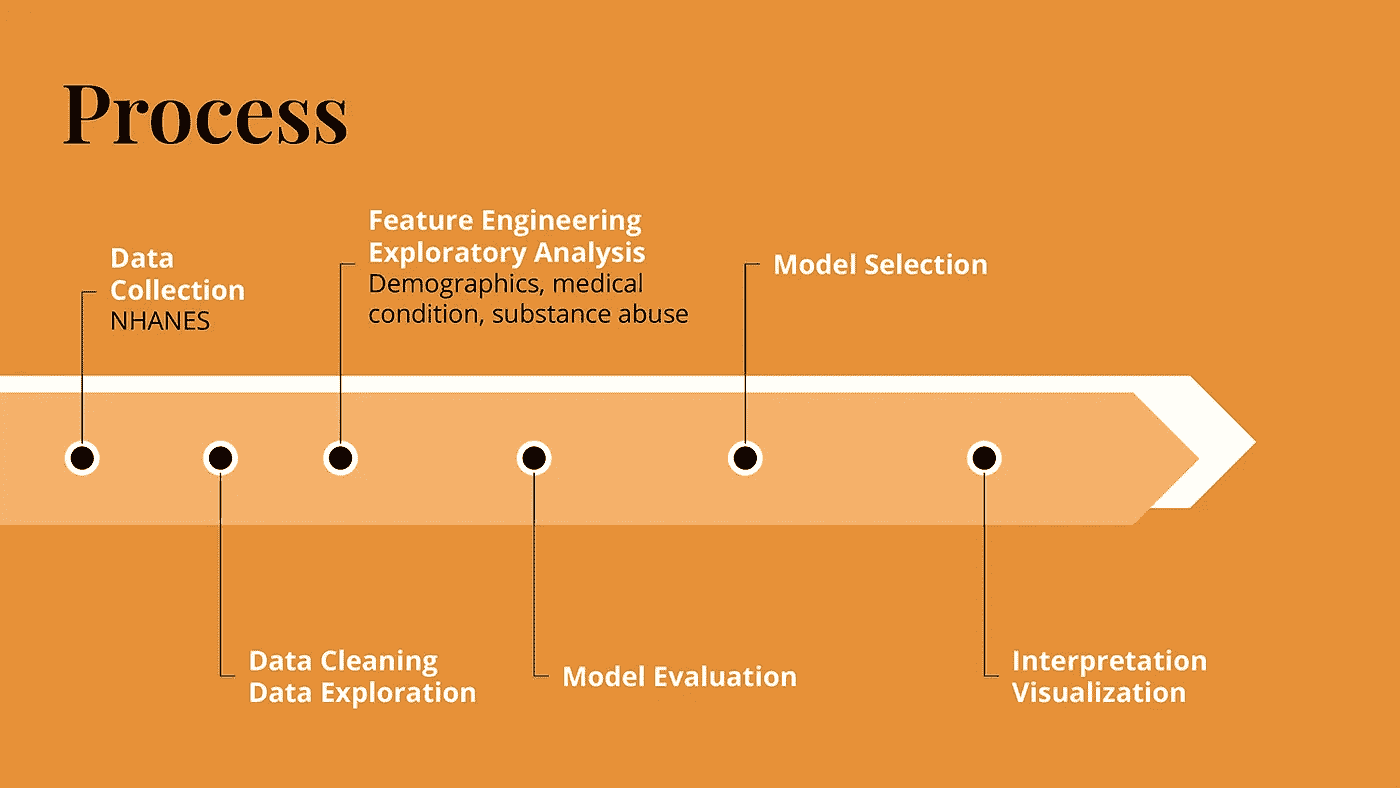 Process
Data
Collection
NHANES
Feature Engineering
Exploratory Analysis
Demographics, medical
condition, substance abuse
Model Selection
Data Cleaning
Data Exploration
Model Evaluation
Interpretation
Visualization